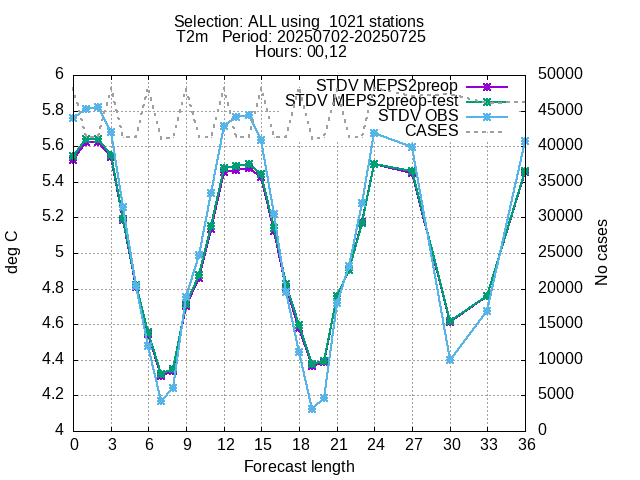 Selection: ALL using  1021 stations
T2m   Period: 20250702-20250725
Hours: 00,12
STDV MEPS2preop
STDV MEPS2preop-test
STDV OBS
CASES
6
5.8
5.6
5.4
5.2
5
4.8
4.6
4.4
4.2
4
deg C
50000
45000
40000
35000
30000
25000
20000
15000
10000
5000
0
No cases
0 3 6 9 12 15 18 21 24 27 30 33 36
Forecast length